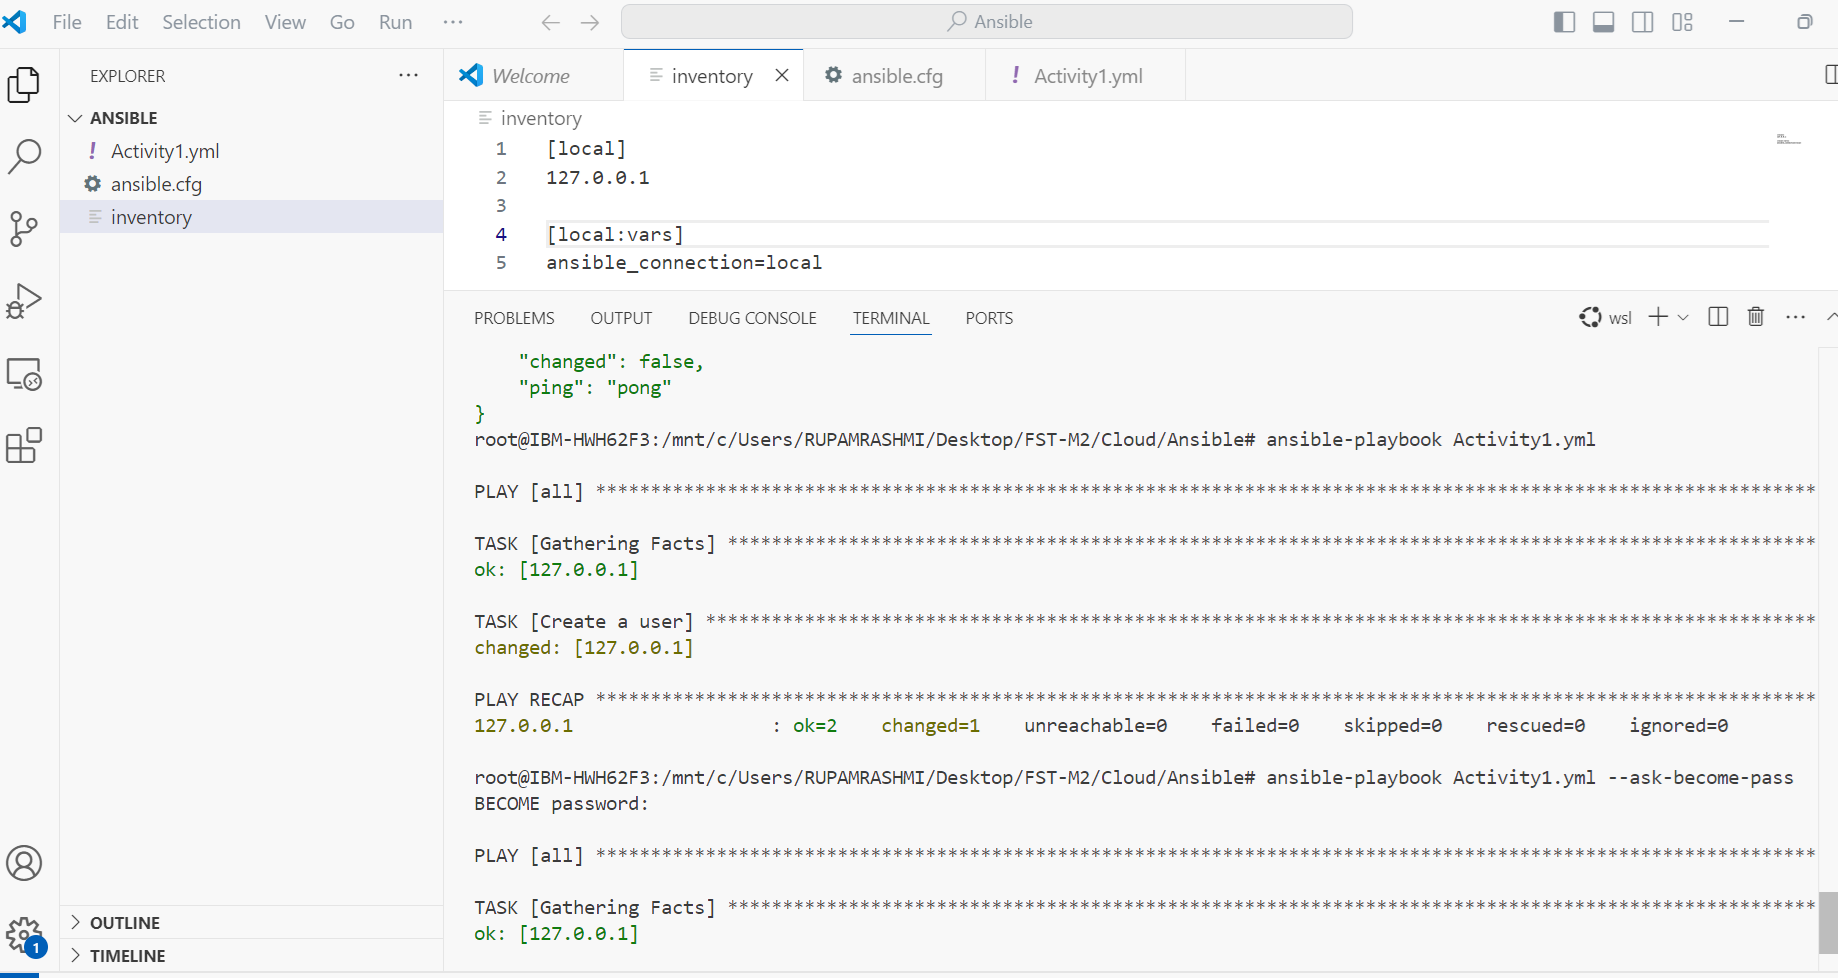 File Edit Selection View Go Run ··· Ansible
EXPLORER ···
ANSIBLE
! Activity1.yml
ansible.cfg
inventory
OUTLINE
TIMELINE
1
Welcome inventory ansible.cfg ! Activity1.yml
inventory
1 [local]
2 127.0.0.1
3
4 [local:vars]
5 ansible_connection=local
PROBLEMS OUTPUT DEBUG CONSOLE TERMINAL PORTS wsl
"changed": false,
"ping": "pong"
}
root@IBM-HWH62F3:/mnt/c/Users/RUPAMRASHMI/Desktop/FST-M2/Cloud/Ansible# ansible-playbook Activity1.yml
PLAY [all] ***************************************************************************************************************
TASK [Gathering Facts] ***************************************************************************************************
ok: [127.0.0.1]
TASK [Create a user] *****************************************************************************************************
changed: [127.0.0.1]
PLAY RECAP ***************************************************************************************************************
127.0.0.1 : ok=2 changed=1 unreachable=0 failed=0 skipped=0 rescued=0 ignored=0
root@IBM-HWH62F3:/mnt/c/Users/RUPAMRASHMI/Desktop/FST-M2/Cloud/Ansible# ansible-playbook Activity1.yml --ask-become-pass
BECOME password:
PLAY [all] ***************************************************************************************************************
TASK [Gathering Facts] ***************************************************************************************************
ok: [127.0.0.1]